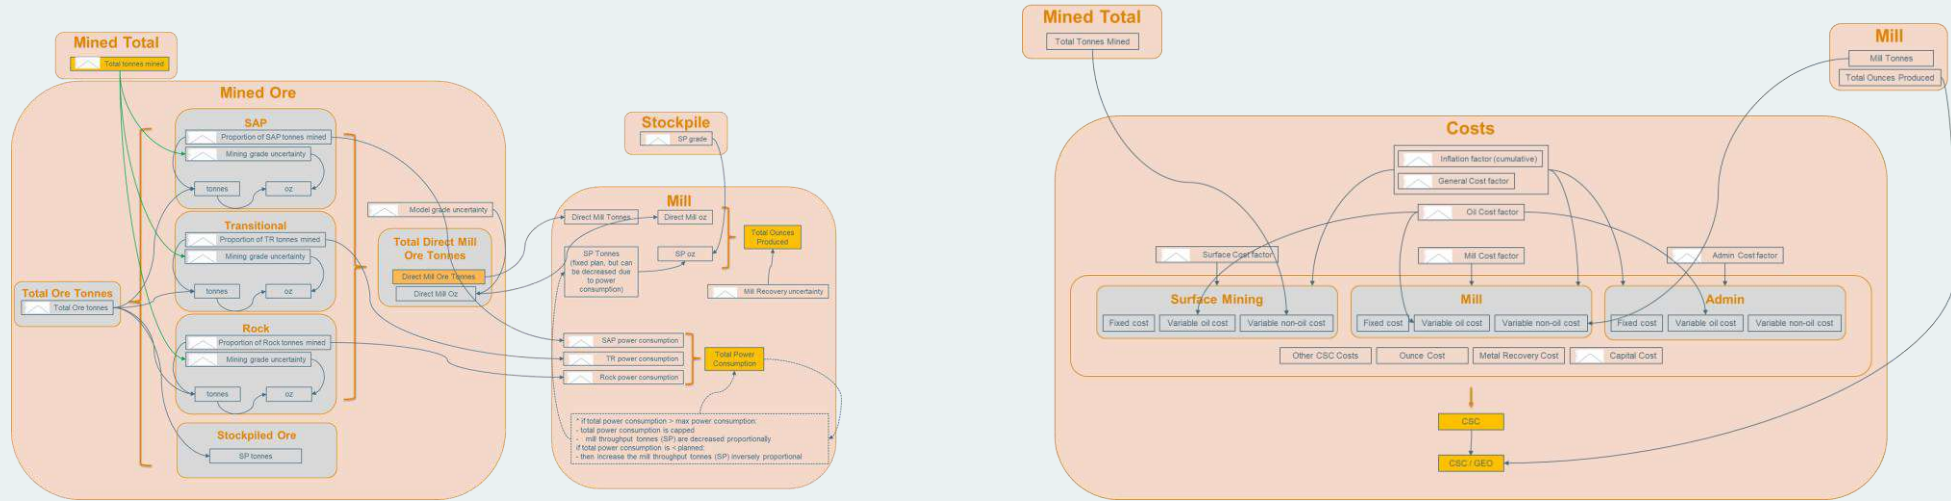 Mined Total
Total tonnes mined
Mined Ore
SAP
Proportion of SAP tonnes mined
Mining grade uncertainty
tonnes
oz
Transitional
Proportion of TR tonnes mined
Mining grade uncertainty
tonnes
oz
Rock
Proportion of Rock tonnes mined
Mining grade uncertainty
tonnes
oz
Stockpiled Ore
SP tonnes
Total Ore Tonnes
Total Ore tonnes
Model grade uncertainty
Total Direct Mill
Ore Tonnes
Direct Mill Ore Tonnes
Direct Mill Oz
Stockpile
SP grade
Mill
Direct Mill Tonnes
Direct Mill oz
SP Tonnes
(fixed plan, but can
be decreased due
to power
consumption)
SP oz
Total Ounces
Produced
Mill Recovery uncertainty
SAP power consumption
TR power consumption
Rock power consumption
Total Power
Consumption
* if total power consumption > max power consumption:
- total power consumption is capped
- mill throughput tonnes (SP) are decreased proportionally
if total power consumption is < planned:
- then increase the mill throughput tonnes (SP) inversely proportional
Mined Total
Total Tonnes Mined
Mill
Mill Tonnes
Total Ounces Produced
Costs
Inflation factor (cumulative)
General Cost factor
Oil Cost factor
Surface Cost factor
Mill Cost factor
Admin Cost factor
Surface Mining
Fixed cost
Variable oil cost
Variable non-oil cost
Mill
Fixed cost
Variable oil cost
Variable non-oil cost
Admin
Fixed cost
Variable oil cost
Variable non-oil cost
Other CSC Costs
Ounce Cost
Metal Recovery Cost
Capital Cost
CSC
CSC / GEO